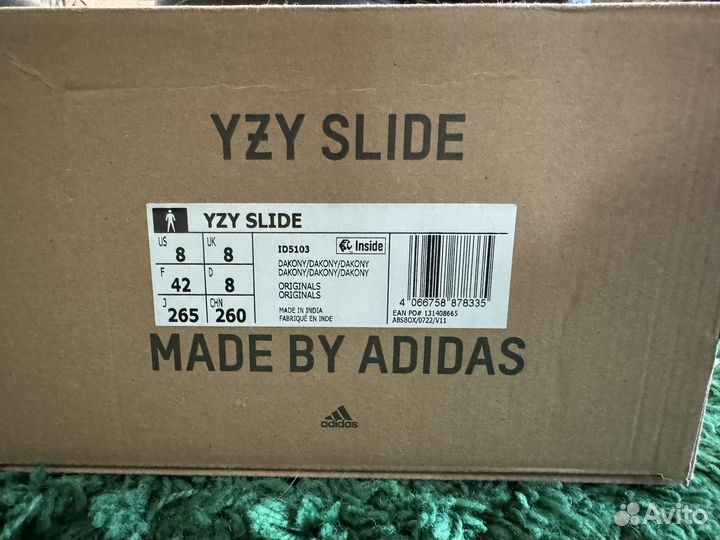 YZY SLIDE
YZY SLIDE
US
8
UK
8
F
42
D
8
J
265
CHN
260
ID5103
Inside
DAKONY/DAKONY/DAKONY
DAKONY/DAKONY/DAKONY
ORIGINALS
ORIGINALS
MADE IN INDIA
FABRIQUÉ EN INDE
4 066758 878335
EAN PO# 131408665
ABSBOX/0722/V11
MADE BY ADIDAS
adidas
Avito